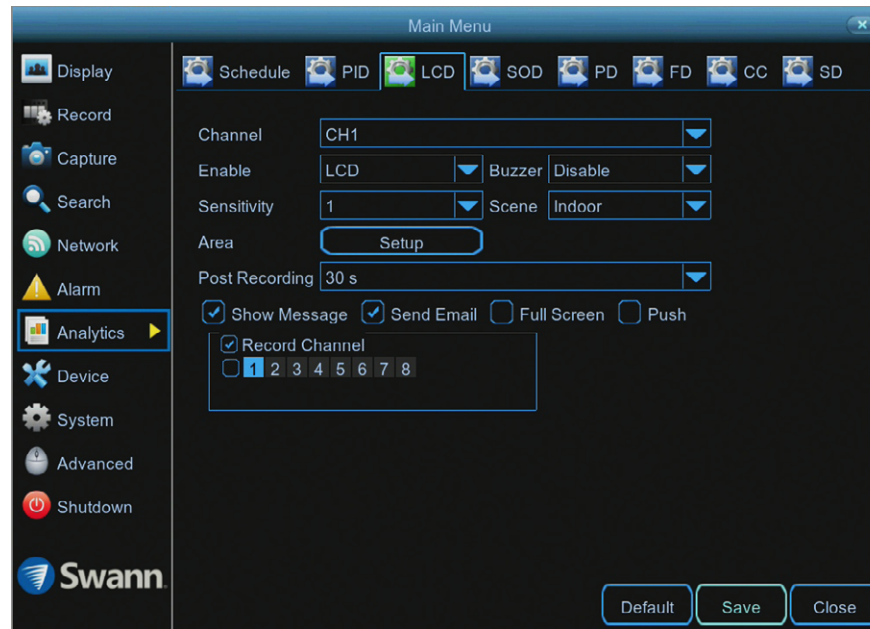 Main Menu
Display
Record
Capture
Search
Network
Alarm
Analytics
Device
System
Advanced
Shutdown
Swann
Schedule PID LCD SOD PD FD CC SD
Channel CH1
Enable LCD Buzzer Disable
Sensitivity 1 Scene Indoor
Area Setup
Post Recording 30 s
Show Message Send Email Full Screen Push
Record Channel
1 2 3 4 5 6 7 8
Default Save Close